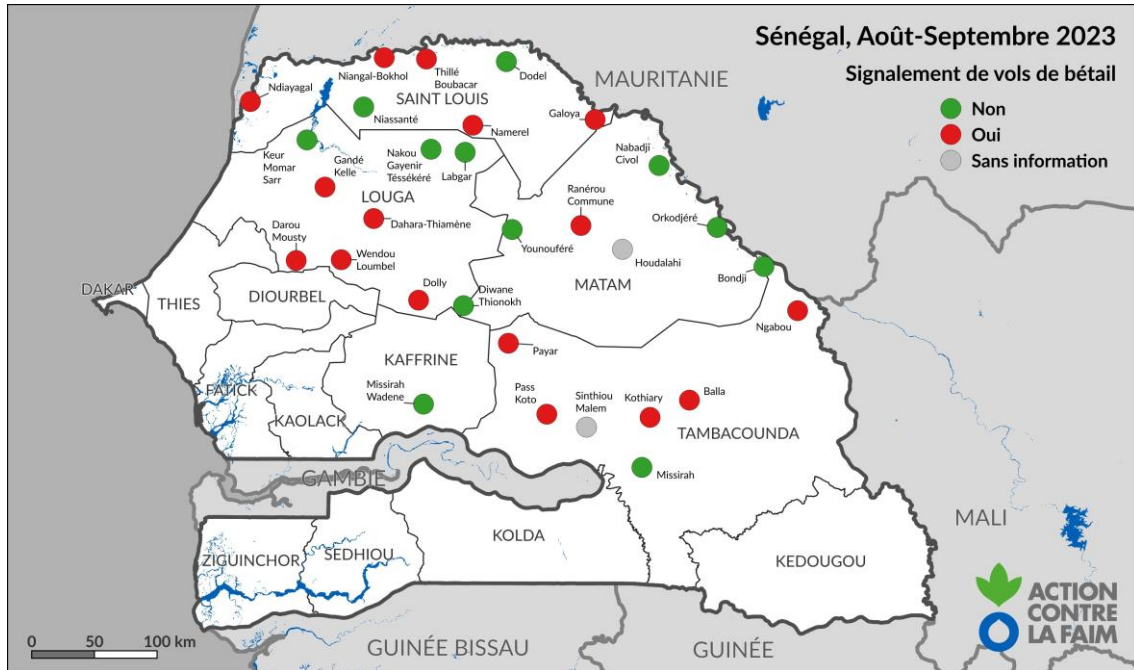 Sénégal, Août-Septembre 2023
Signalement de vols de bétail
Non
Oui
Sans information
MAURITANIE
Niangal-Bokhol
Thillé
Boubacar
Dodel
Ndiayagal
SAINT LOUIS
Niassanté
Namerel
Galoya
Keur
Momar
Sarr
Gandé
Kelle
Nakou
Gayenir
Téssékéré
Labgar
Nabadji
Civol
LOUGA
Ranérou
Commune
Dahara-Thiamène
Darou
Mousty
Wendou
Loumbel
Younouféré
Houdalahi
Orkodjéré
Bondji
MATAM
DAKAR
THIES
DIOURBEL
Dolly
Diwane
Thionokh
Ngabou
Payar
KAFFRINE
Missirah
Wadene
FATICK
KAOLACK
Pass
Koto
Sinthiou
Malem
Kothiary
Balla
TAMBACOUNDA
Missirah
GAMBIE
MALI
ZIGUINCHOR
SEDHIOU
KOLDA
KEDOUGOU
GUINÉE BISSAU
GUINÉE
0 50 100 km
ACTION
CONTRE
LA FAIM